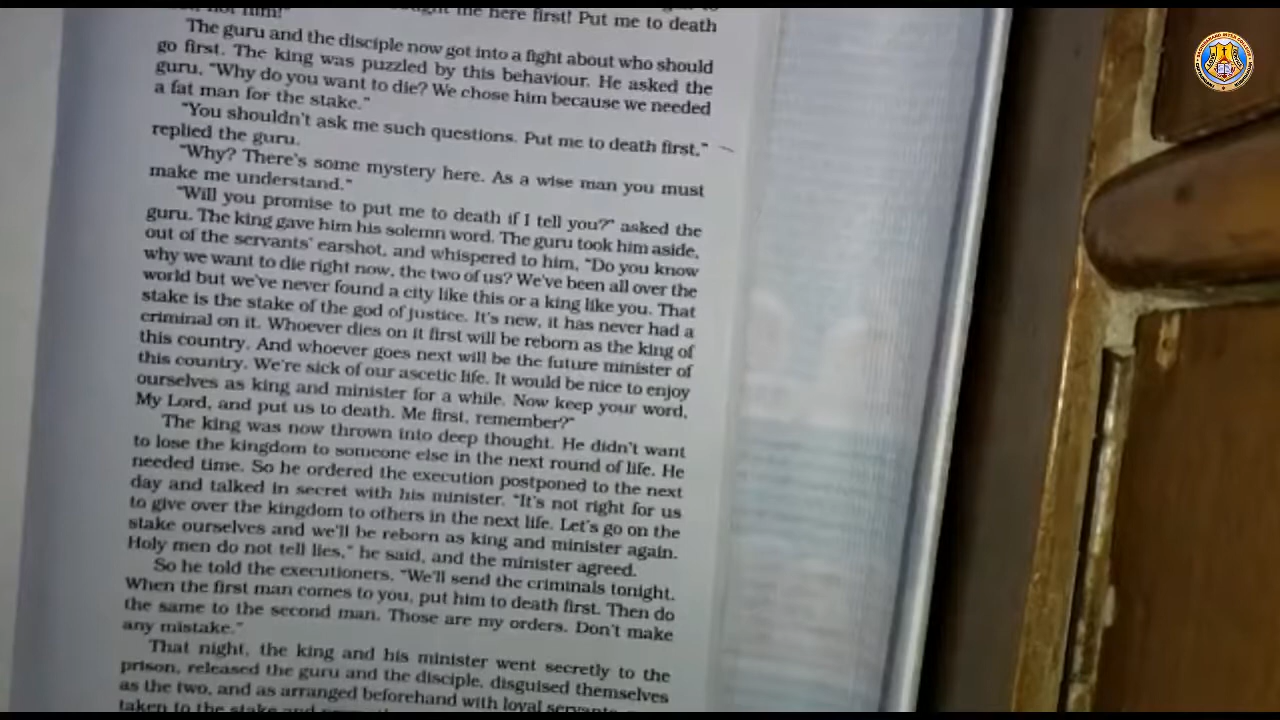 me here first! Put me to death
The guru and the disciple now got into a fight about who should
go first. The king was puzzled by this behaviour. He asked the
guru, "Why do you want to die? We chose him because we needed
a fat man for the stake."
"You shouldn't ask me such questions. Put me to death first,"
replied the guru.
"Why? There's some mystery here. As a wise man you must
make me understand."
"Will you promise to put me to death if I tell you?" asked the
guru. The king gave him his solemn word. The guru took him aside,
out of the servants' earshot, and whispered to him, "Do you know
why we want to die right now, the two of us? We've been all over the
world but we've never found a city like this or a king like you. That
stake is the stake of the god of justice. It's new, it has never had a
criminal on it. Whoever dies on it first will be reborn as the king of
this country. And whoever goes next will be the future minister of
this country. We're sick of our ascetic life. It would be nice to enjoy
ourselves as king and minister for a while. Now keep your word,
My Lord, and put us to death. Me first, remember?"
The king was now thrown into deep thought. He didn't want
to lose the kingdom to someone else in the next round of life. He
needed time. So he ordered the execution postponed to the next
day and talked in secret with his minister. "It's not right for us
to give over the kingdom to others in the next life. Let's go on the
stake ourselves and we'll be reborn as king and minister again.
Holy men do not tell lies," he said, and the minister agreed.
So he told the executioners, "We'll send the criminals tonight.
When the first man comes to you, put him to death first. Then do
the same to the second man. Those are my orders. Don't make
any mistake."
That night, the king and his minister went secretly to the
prison, released the guru and the disciple, disguised themselves
as the two, and as arranged beforehand with loyal servants,
taken to the stake and